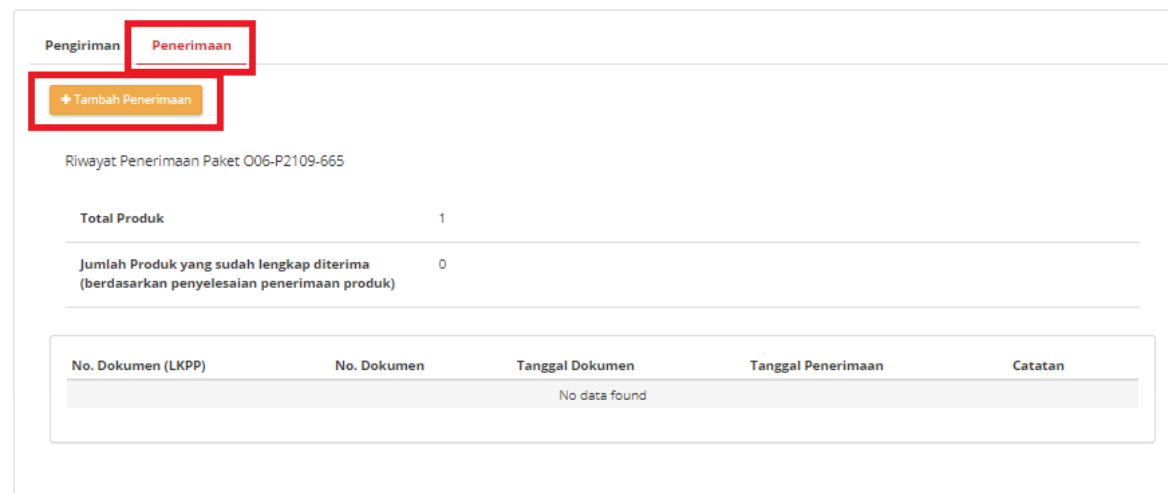 Pengiriman Penerimaan
+ Tambah Penerimaan
Riwayat Penerimaan Paket O06-P2109-665
Total Produk 1
Jumlah Produk yang sudah lengkap diterima 0
(berdasarkan penyelesaian penerimaan produk)
No. Dokumen (LKPP) No. Dokumen Tanggal Dokumen Tanggal Penerimaan Catatan
No data found